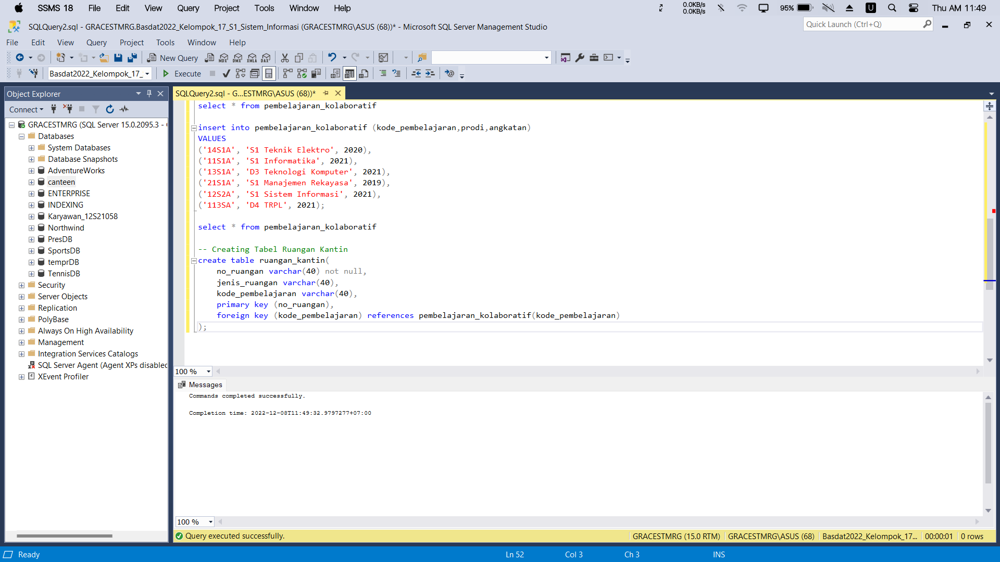 SSMS 18 File Edit View Query Project Tools Window Help 0.0KB/s 0.0KB/s 95% U Thu AM 11:49
SQLQuery2.sql - GRACESTMRG.Basdat2022_Kelompok_17_S1_Sistem_Informasi (GRACESTMRG\ASUS (68))* - Microsoft SQL Server Management Studio
Quick Launch (Ctrl+Q)
File Edit View Query Project Tools Window Help
New Query MDX DMX XMLA DAX
Basdat2022_Kelompok_17_ Execute
Object Explorer
Connect
GRACESTMRG (SQL Server 15.0.2095.3 -
Databases
System Databases
Database Snapshots
AdventureWorks
canteen
ENTERPRISE
INDEXING
Karyawan_12S21058
Northwind
PresDB
SportsDB
temprDB
TennisDB
Security
Server Objects
Replication
PolyBase
Always On High Availability
Management
Integration Services Catalogs
SQL Server Agent (Agent XPs disabled
XEvent Profiler
SQLQuery2.sql - G...ESTMRG\ASUS (68))*
select * from pembelajaran_kolaboratif
insert into pembelajaran_kolaboratif (kode_pembelajaran,prodi,angkatan)
VALUES
('14S1A', 'S1 Teknik Elektro', 2020),
('11S1A', 'S1 Informatika', 2021),
('13S1A', 'D3 Teknologi Komputer', 2021),
('21S1A', 'S1 Manajemen Rekayasa', 2019),
('12S2A', 'S1 Sistem Informasi', 2021),
('113SA', 'D4 TRPL', 2021);
select * from pembelajaran_kolaboratif
-- Creating Tabel Ruangan Kantin
create table ruangan_kantin(
no_ruangan varchar(40) not null,
jenis_ruangan varchar(40),
kode_pembelajaran varchar(40),
primary key (no_ruangan),
foreign key (kode_pembelajaran) references pembelajaran_kolaboratif(kode_pembelajaran)
);
100 %
Messages
Commands completed successfully.
Completion time: 2022-12-08T11:49:32.9797277+07:00
100 %
Query executed successfully. GRACESTMRG (15.0 RTM) GRACESTMRG\ASUS (68) Basdat2022_Kelompok_17... 00:00:01 0 rows
Ready Ln 52 Col 3 Ch 3 INS